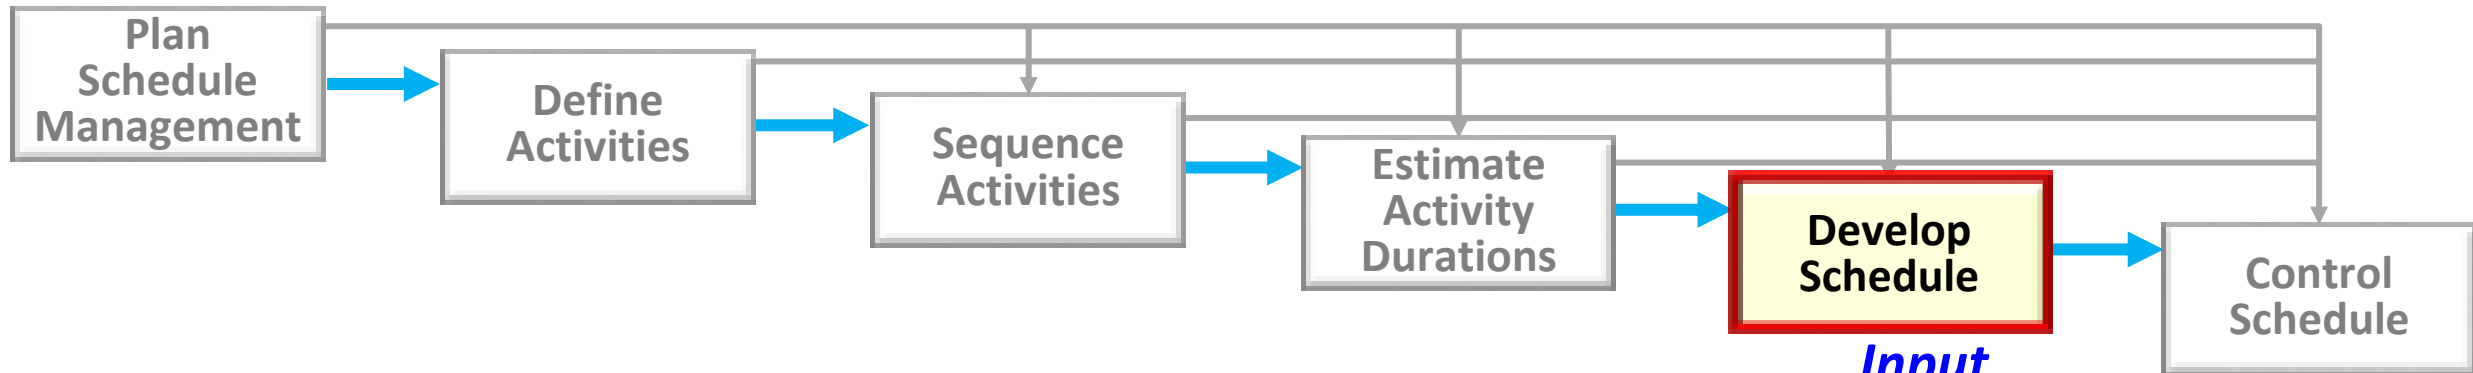 Plan
Schedule
Management
Define
Activities
Sequence
Activities
Estimate
Activity
Durations
Develop
Schedule
Control
Schedule
Input